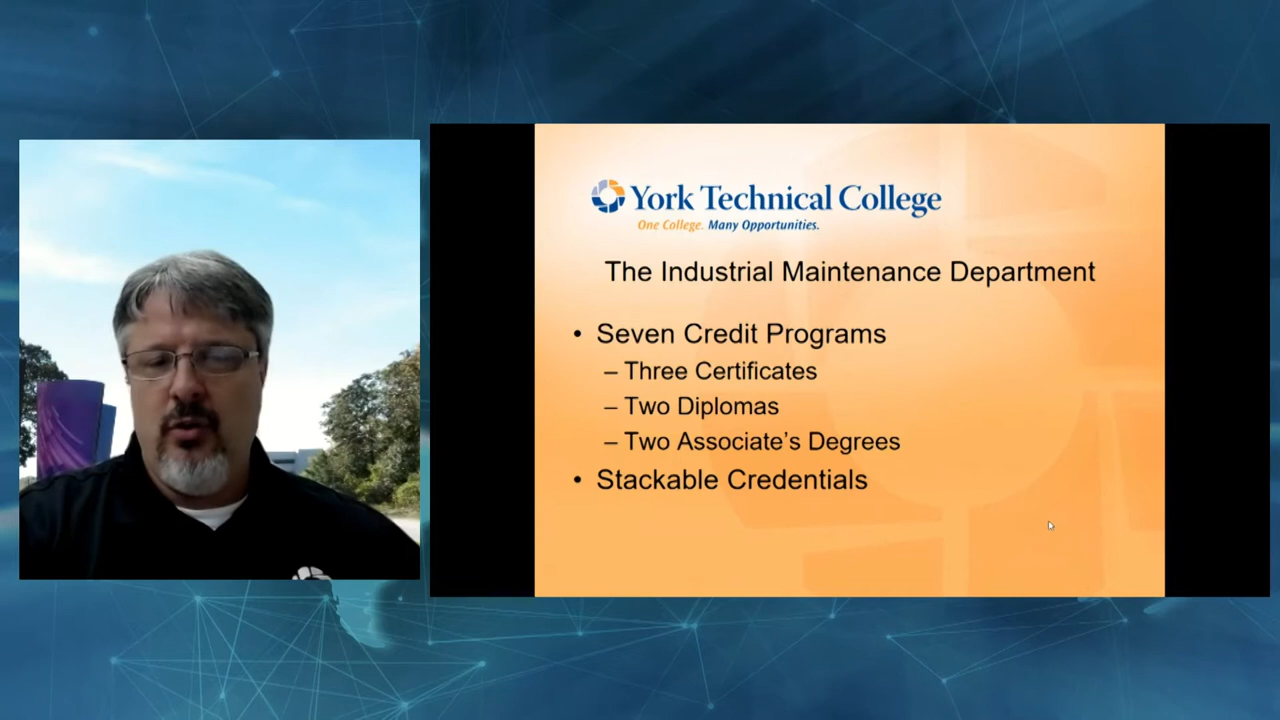 York Technical College
One College. Many Opportunities.
The Industrial Maintenance Department
• Seven Credit Programs
– Three Certificates
– Two Diplomas
– Two Associate's Degrees
• Stackable Credentials